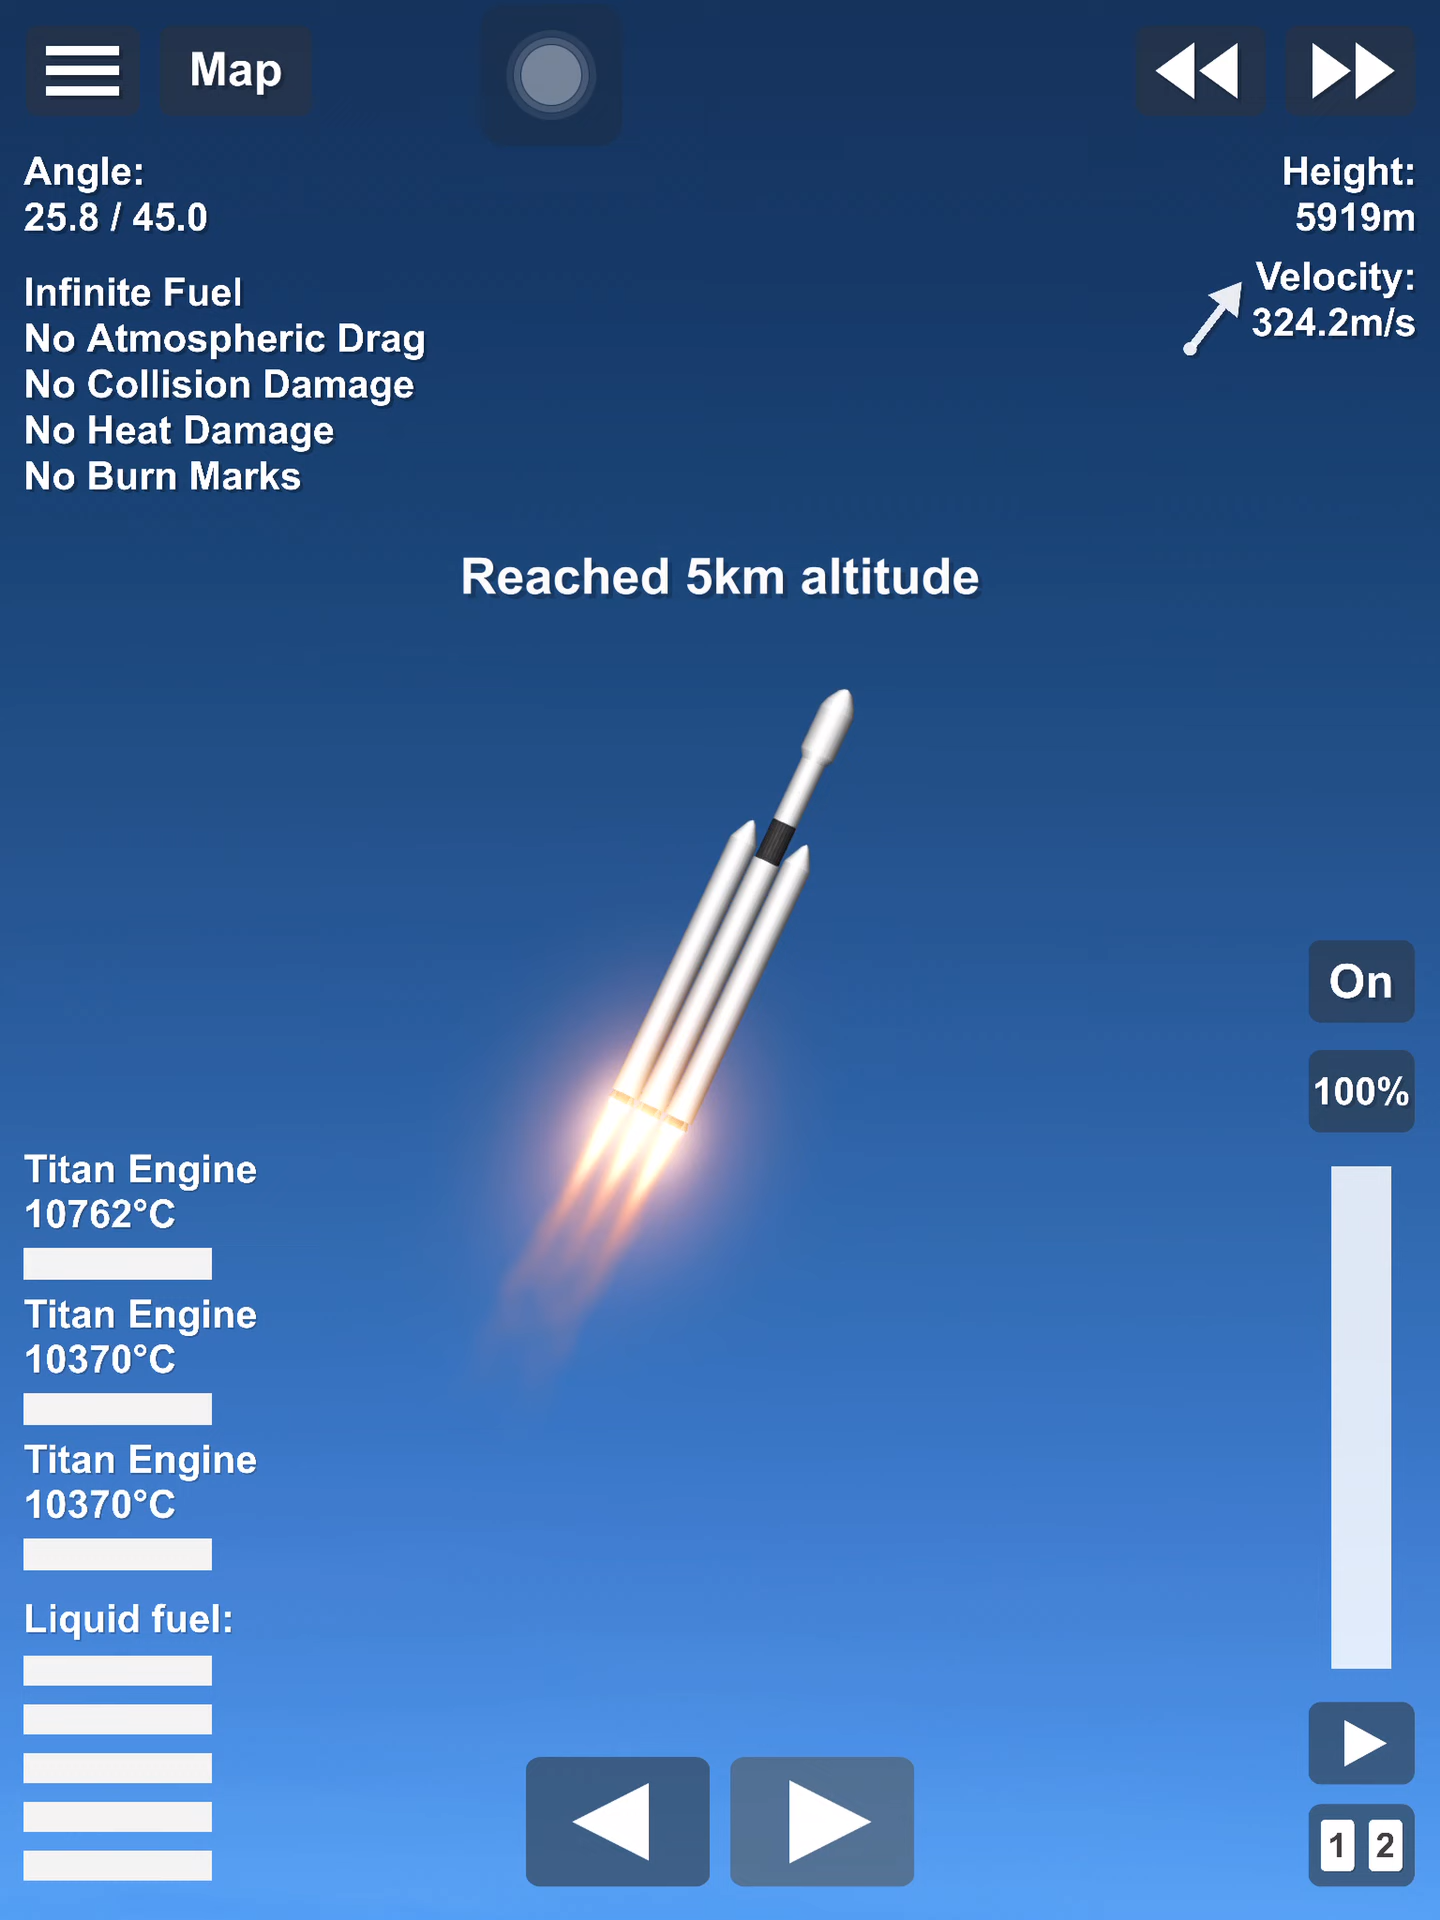 Map
Angle:
25.8 / 45.0
Height:
5919m
Velocity:
324.2m/s
Infinite Fuel
No Atmospheric Drag
No Collision Damage
No Heat Damage
No Burn Marks
Reached 5km altitude
On
100%
Titan Engine
10762°C
Titan Engine
10370°C
Titan Engine
10370°C
Liquid fuel:
1 2